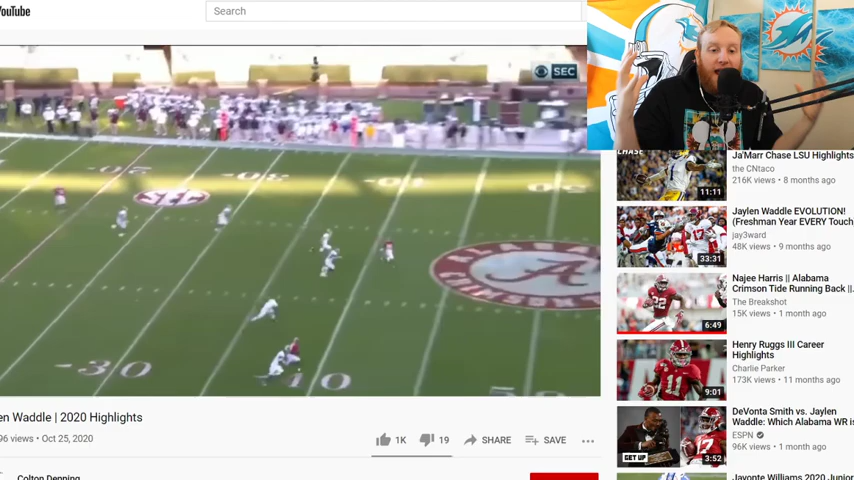 YouTube
Search
SEC
SEC
A
30
40
CHASE
11:11
Ja'Marr Chase LSU Highlights
the CNtaco
216K views • 8 months ago
33:31
Jaylen Waddle EVOLUTION!
(Freshman Year EVERY Touch
jay3ward
48K views • 9 months ago
6:49
Najee Harris || Alabama
Crimson Tide Running Back ||
The Breakshot
15K views • 1 month ago
9:01
Henry Ruggs III Career
Highlights
Charlie Parker
173K views • 11 months ago
GET UP
3:52
DeVonta Smith vs. Jaylen
Waddle: Which Alabama WR is
ESPN
96K views • 1 month ago
Javonte Williams 2020 Junior
en Waddle | 2020 Highlights
96 views • Oct 25, 2020
1K
19
SHARE
SAVE
Colton Denning